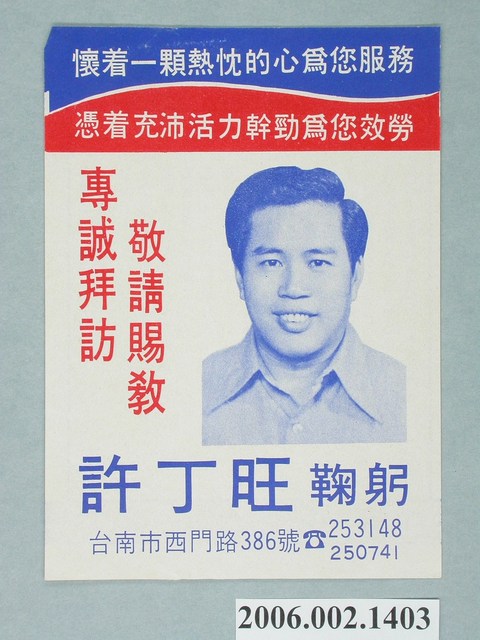 懷着一顆熱忱的心為您服務
憑着充沛活力幹勁為您效勞
專誠拜訪
敬請賜教
許丁旺 鞠躬
台南市西門路386號☎253148
250741
2006.002.1403